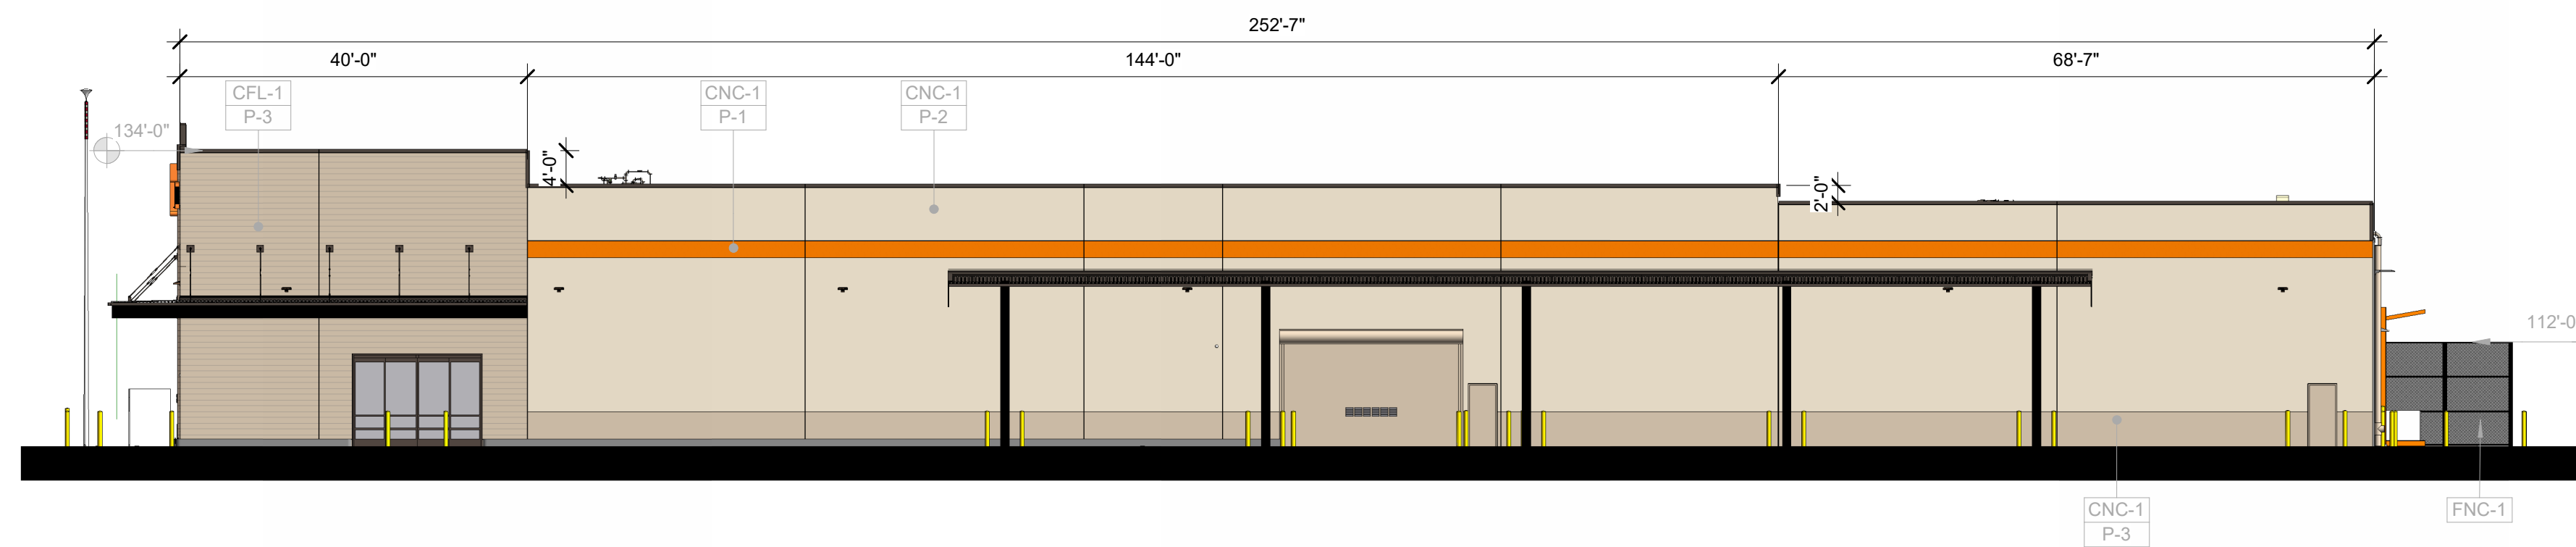 252'-7"
40'-0"
144'-0"
68'-7"
CFL-1
P-3
CNC-1
P-1
CNC-1
P-2
134'-0"
4'-0"
2'-0"
112'-0
CNC-1
P-3
FNC-1